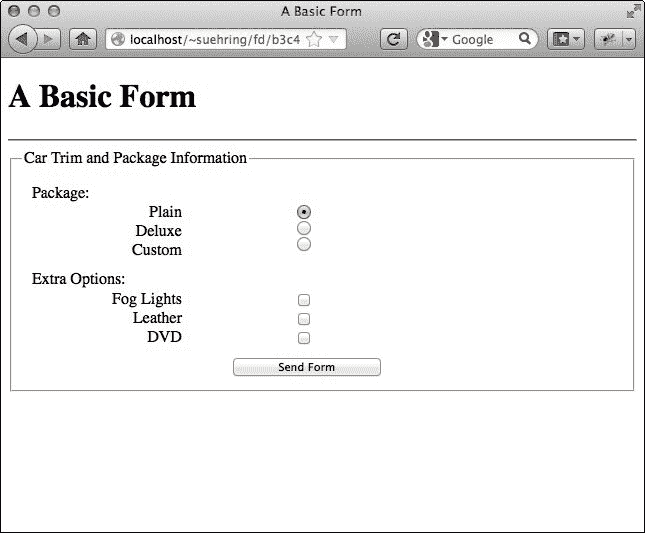 A Basic Form
localhost/~suehring/fd/b3c4
Google
A Basic Form
Car Trim and Package Information
Package:
Plain
Deluxe
Custom
Extra Options:
Fog Lights
Leather
DVD
Send Form